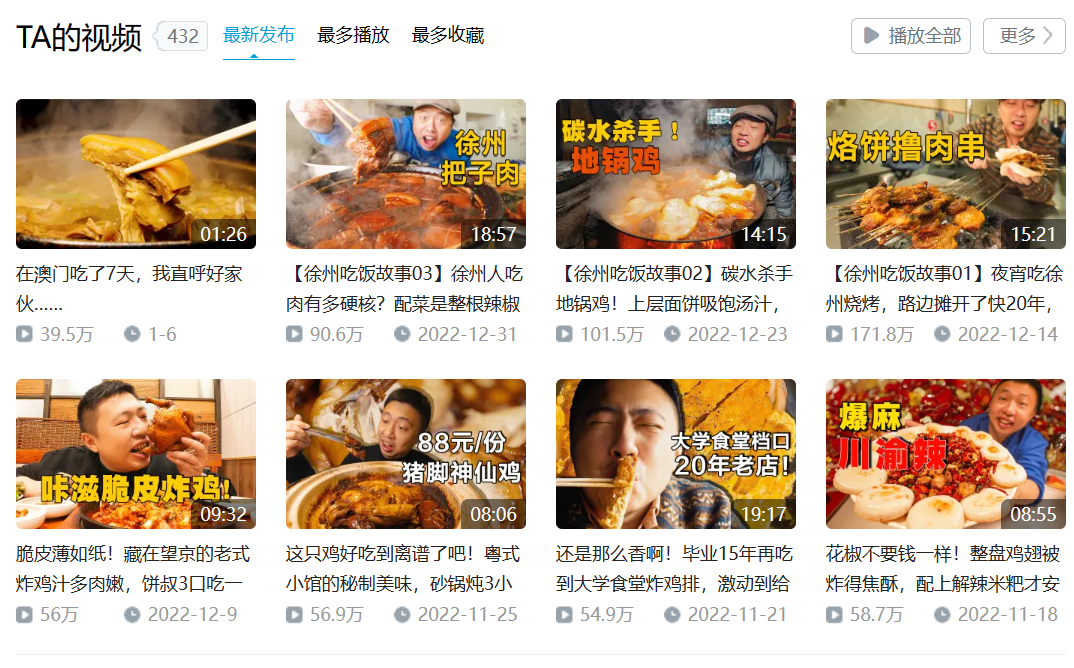 TA的视频 432 最新发布 最多播放 最多收藏 播放全部 更多
01:26
徐州
把子肉
18:57
碳水杀手！
地锅鸡
14:15
烙饼撸肉串
15:21
在澳门吃了7天，我直呼好家
伙……
39.5万 1-6
【徐州吃饭故事03】徐州人吃
肉有多硬核？配菜是整根辣椒
90.6万 2022-12-31
【徐州吃饭故事02】碳水杀手
地锅鸡！上层面饼吸饱汤汁，
101.5万 2022-12-23
【徐州吃饭故事01】夜宵吃徐
州烧烤，路边摊开了快20年，
171.8万 2022-12-14
咔滋脆皮炸鸡!
09:32
88元/份
猪脚神仙鸡
08:06
大学食堂档口
20年老店!
19:17
爆麻
川渝辣
08:55
脆皮薄如纸！藏在望京的老式
炸鸡汁多肉嫩，饼叔3口吃一
56万 2022-12-9
这只鸡好吃到离谱了吧！粤式
小馆的秘制美味，砂锅炖3小
56.9万 2022-11-25
还是那么香啊！毕业15年再吃
到大学食堂炸鸡排，激动到给
54.9万 2022-11-21
花椒不要钱一样！整盘鸡翅被
炸得焦酥，配上解辣米粑才安
58.7万 2022-11-18